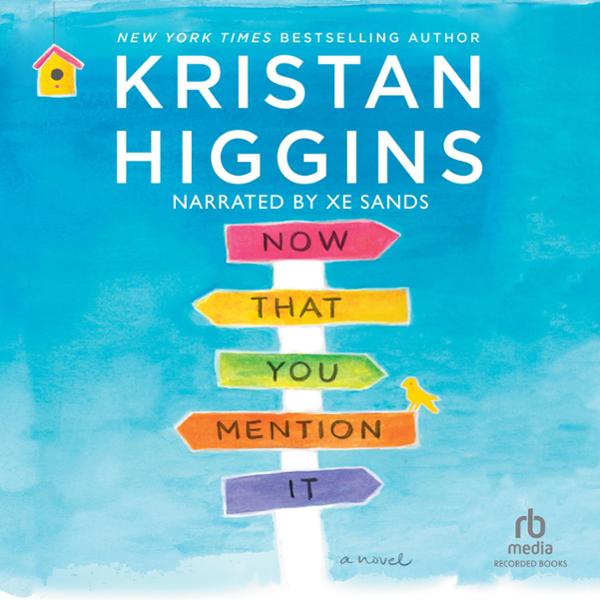 NEW YORK TIMES BESTSELLING AUTHOR
KRISTAN
HIGGINS
NARRATED BY XE SANDS
NOW
THAT
YOU
MENTION
IT
a novel
rb
media
RECORDED BOOKS